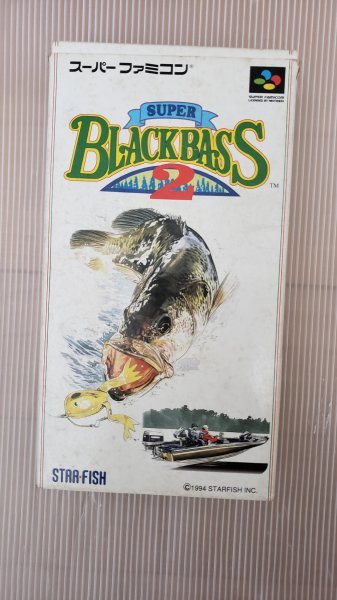 スーパーファミコン®
SUPER FAMICOM
LICENSED BY NINTENDO
SUPER
BLACKBASS
2
TM
STAR•FISH
©1994 STARFISH INC.